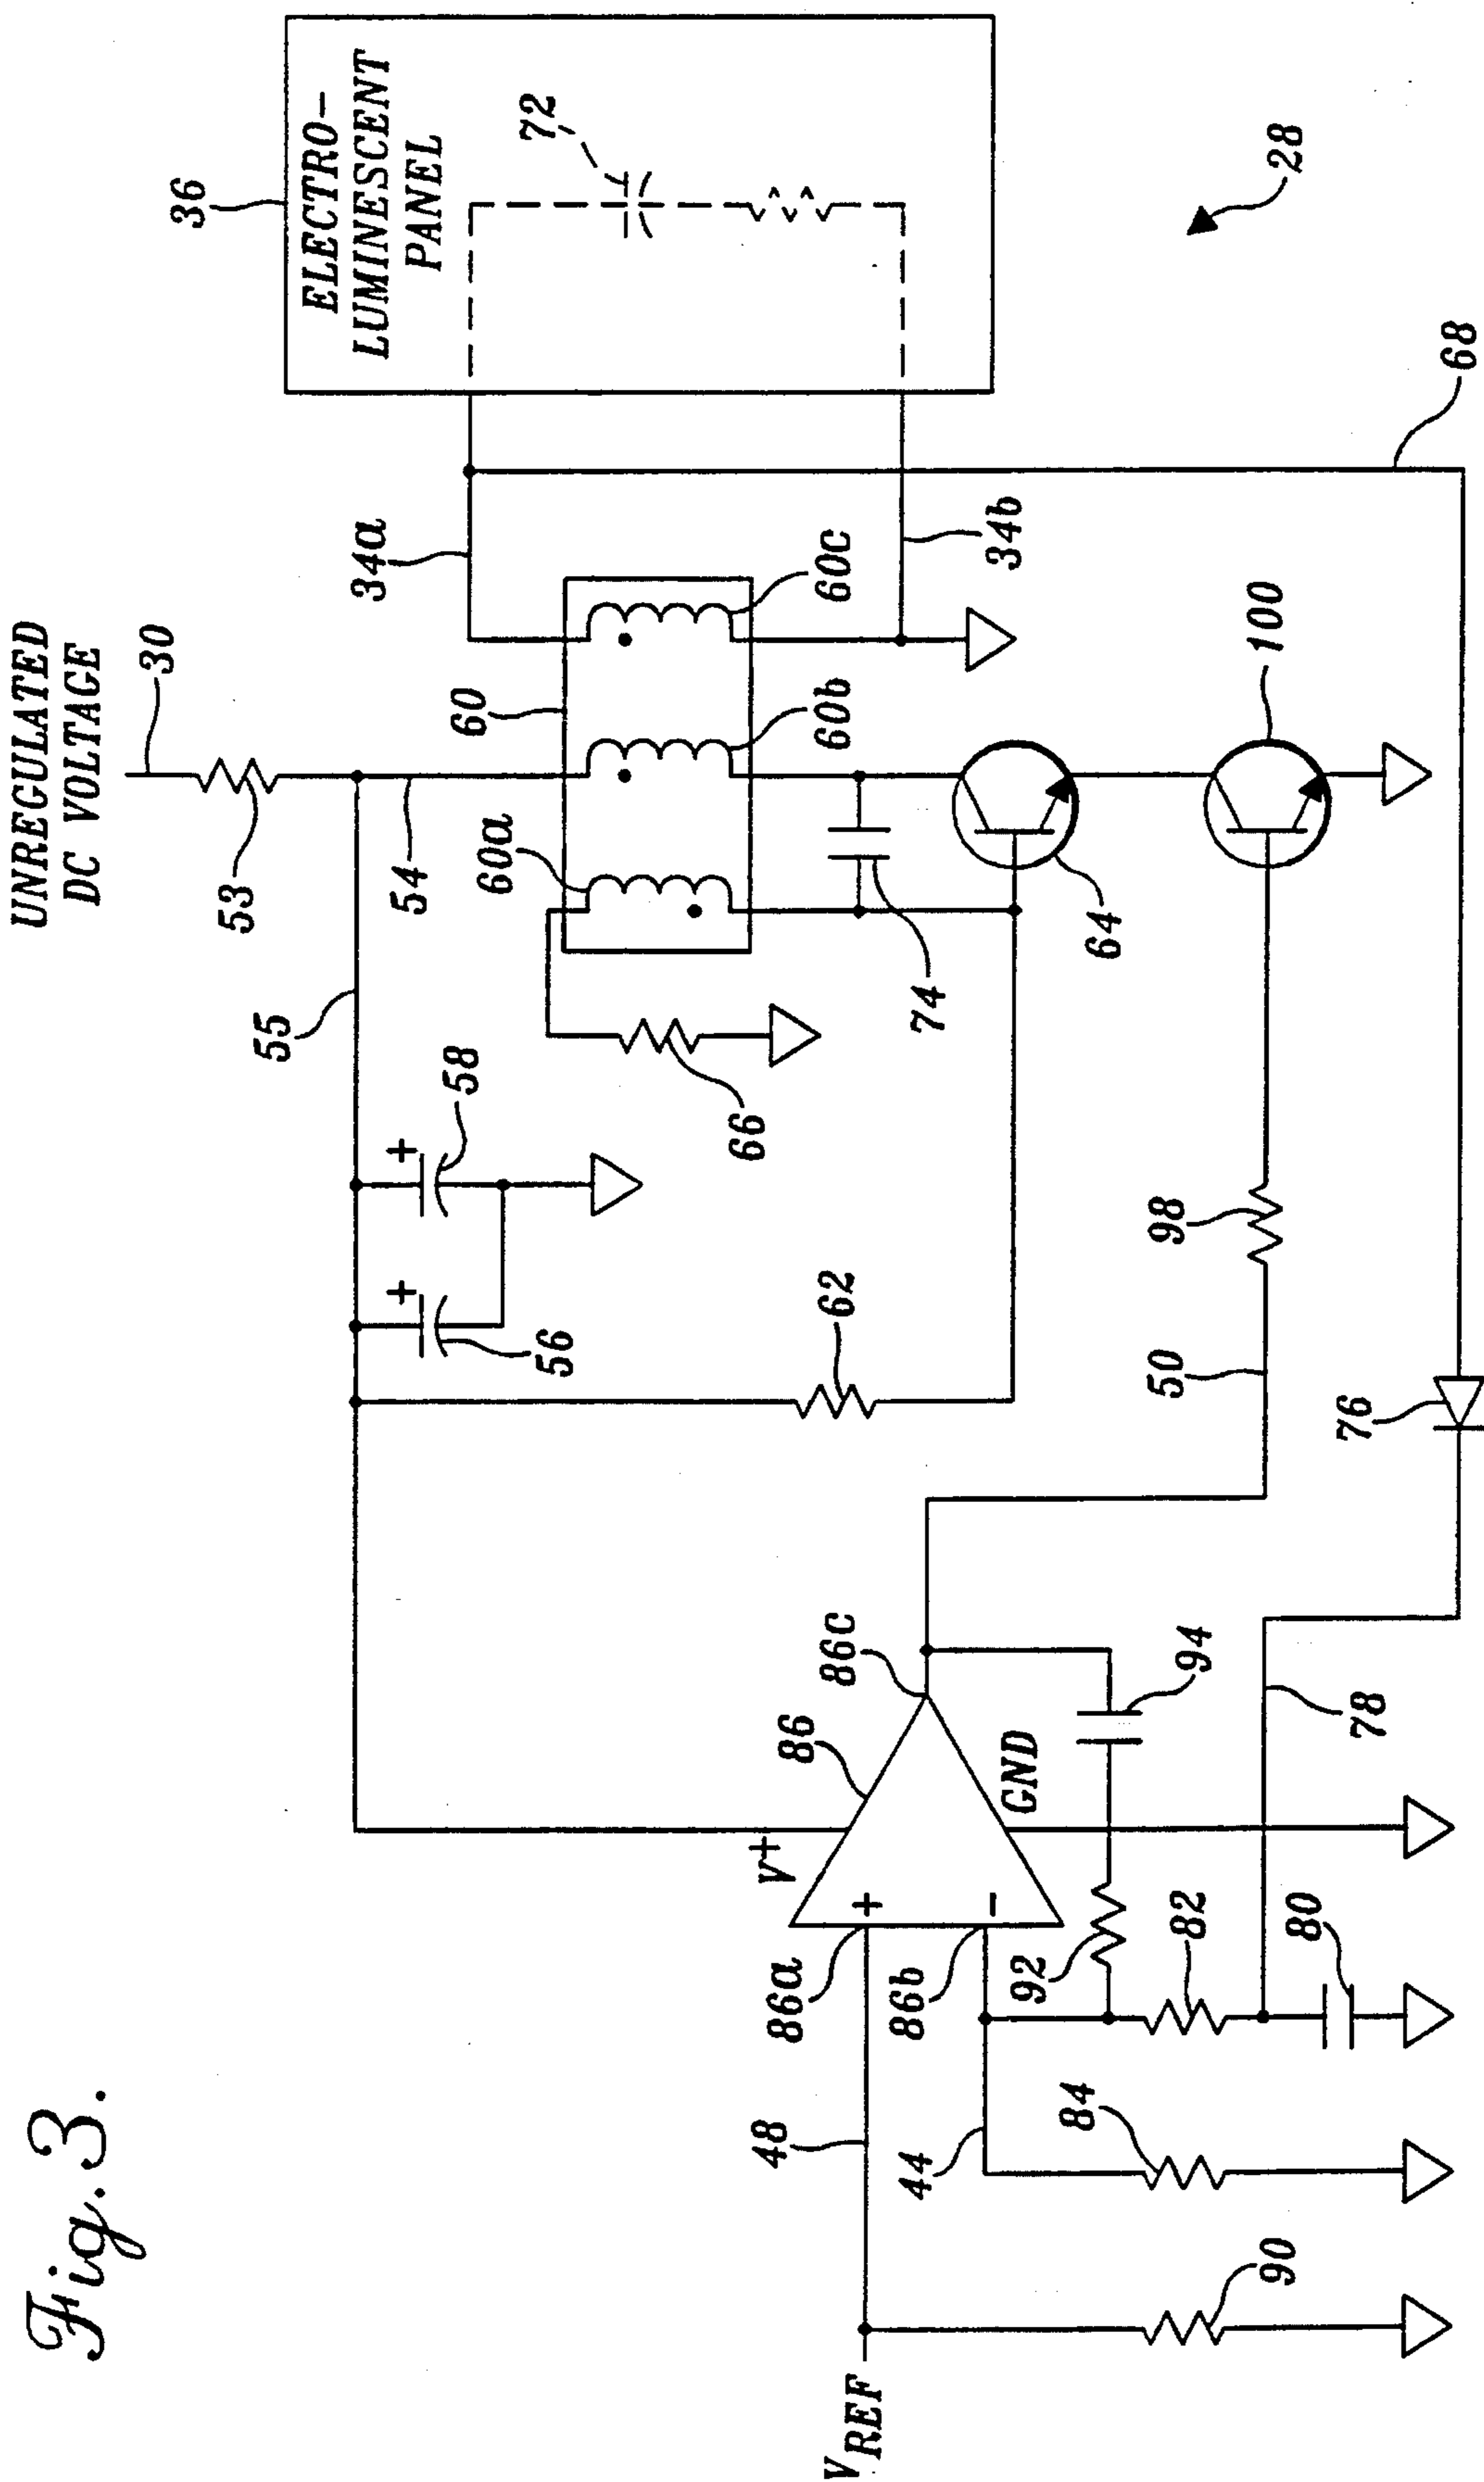 Fig. 3.
UNREGULATED
DC VOLTAGE
30
53
54
55
36
ELECTRO-
LUMINESCENT
PANEL
72
34a
60
60a
60b
60c
34b
58
56
66
74
64
62
100
98
50
28
68
76
86
V+
86a
+
86b
-
86c
GND
94
92
82
80
78
48
44
84
90
VREF
+
+